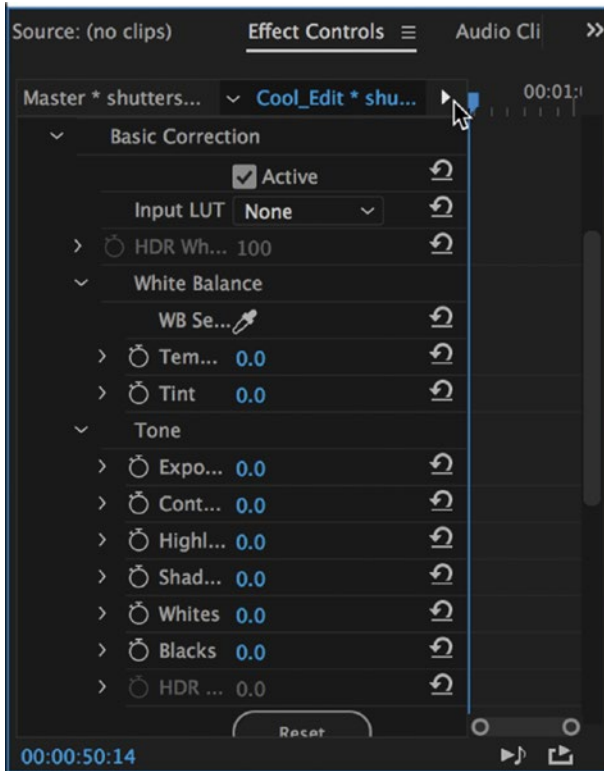 Source: (no clips) Effect Controls Audio Cli
Master * shutters... Cool_Edit * shu... 00:01:
Basic Correction
Active
Input LUT None
HDR Wh... 100
White Balance
WB Se...
Tem... 0.0
Tint 0.0
Tone
Expo... 0.0
Cont... 0.0
Highl... 0.0
Shad... 0.0
Whites 0.0
Blacks 0.0
HDR ... 0.0
Reset
00:00:50:14